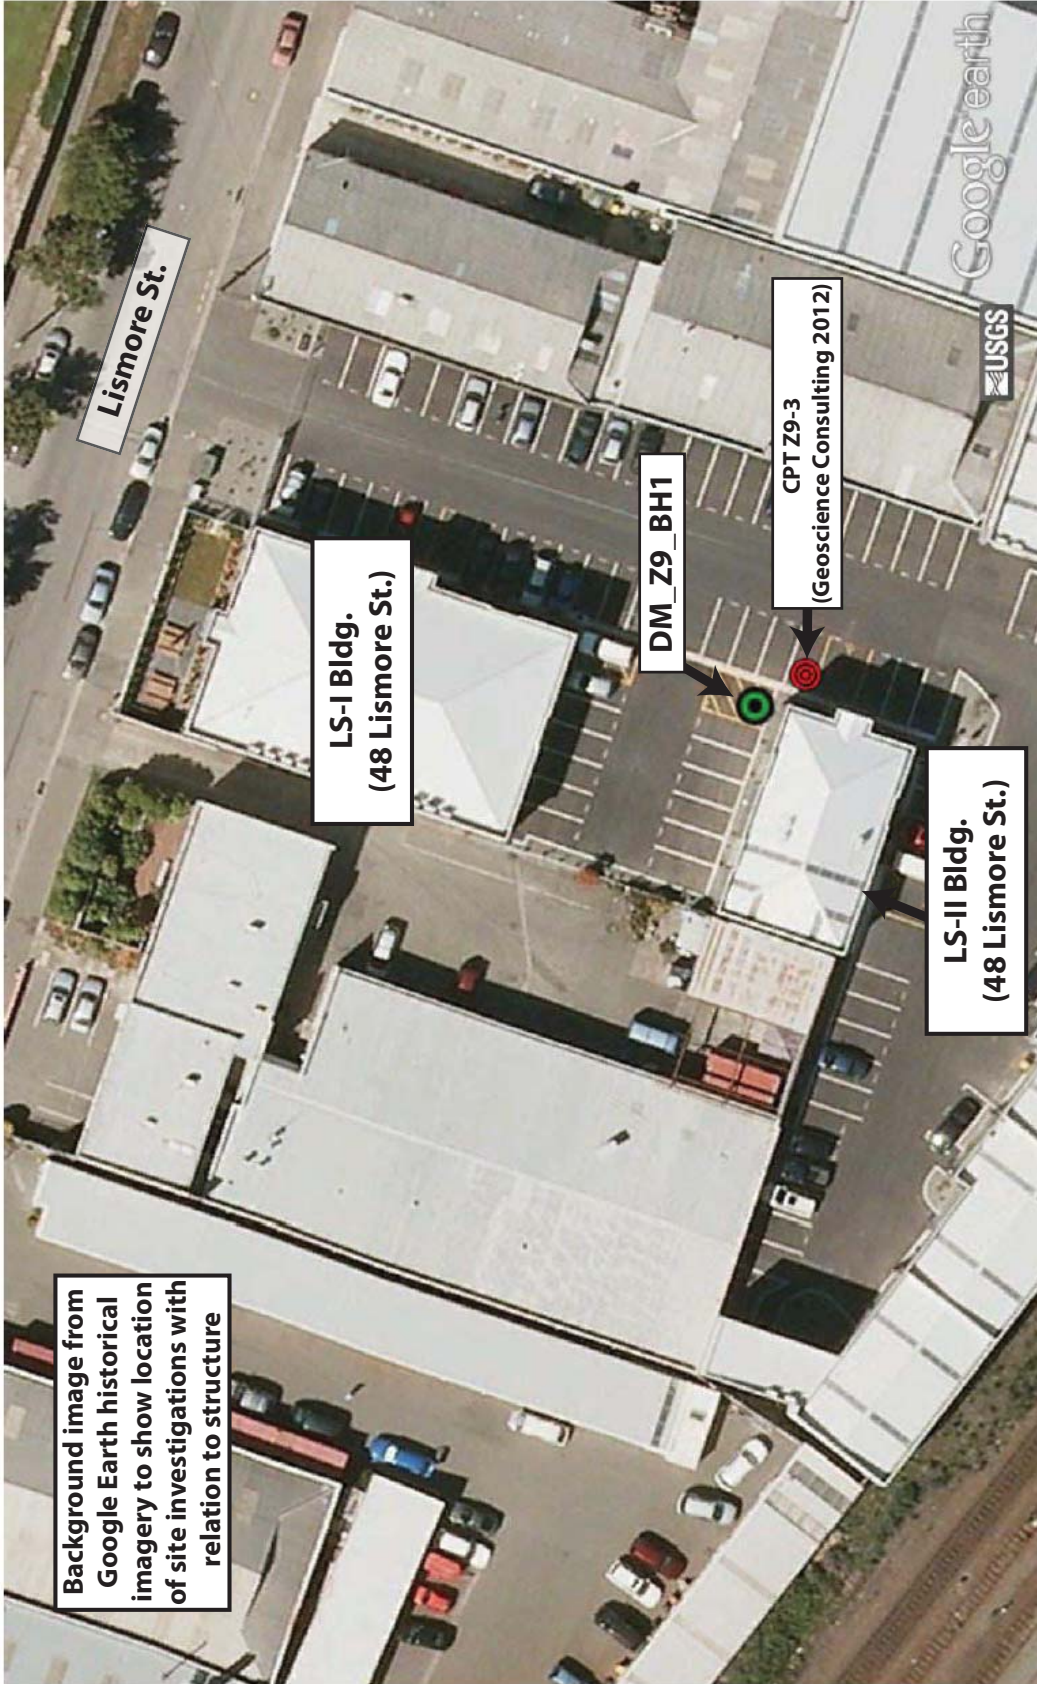 Background image from
Google Earth historical
imagery to show location
of site investigations with
relation to structure
Lismore St.
LS-I Bldg.
(48 Lismore St.)
DM_Z9_BH1
CPT Z9-3
(Geoscience Consulting 2012)
LS-II Bldg.
(48 Lismore St.)
USGS
Google earth